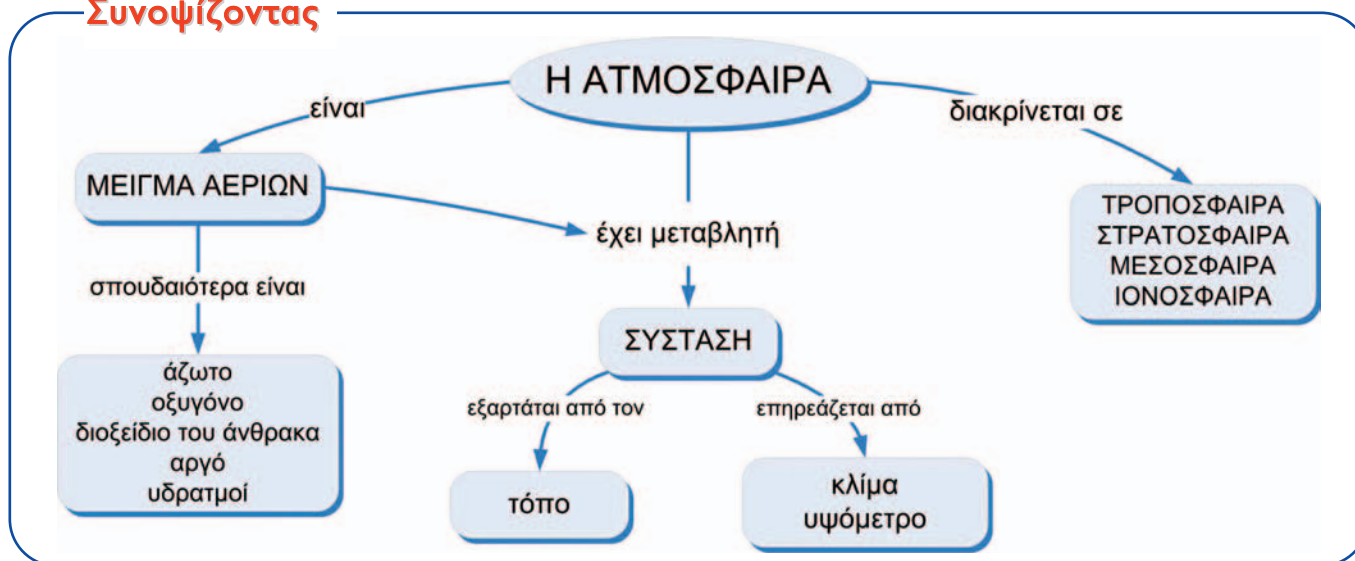 Συνοψίζοντας
Η ΑΤΜΟΣΦΑΙΡΑ
είναι
διακρίνεται σε
ΜΕΙΓΜΑ ΑΕΡΙΩΝ
έχει μεταβλητή
ΤΡΟΠΟΣΦΑΙΡΑ
ΣΤΡΑΤΟΣΦΑΙΡΑ
ΜΕΣΟΣΦΑΙΡΑ
ΙΟΝΟΣΦΑΙΡΑ
σπουδαιότερα είναι
ΣΥΣΤΑΣΗ
άζωτο
οξυγόνο
διοξείδιο του άνθρακα
αργό
υδρατμοί
εξαρτάται από τον
επηρεάζεται από
τόπο
κλίμα
υψόμετρο